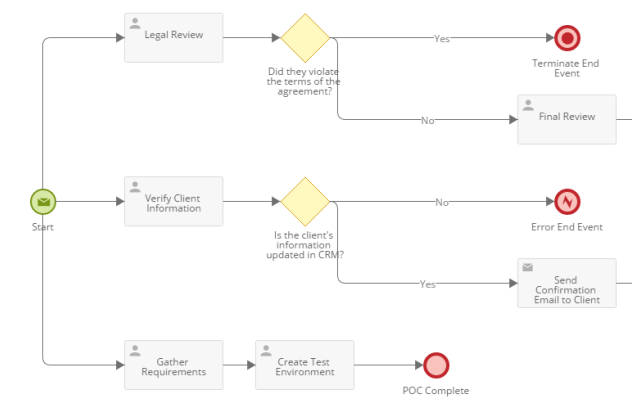 Legal Review
Did they violate
the terms of the
agreement?
Yes
Terminate End
Event
No
Final Review
Start
Verify Client
Information
Is the client's
information
updated in CRM?
No
Error End Event
Yes
Send
Confirmation
Email to Client
Gather
Requirements
Create Test
Environment
POC Complete